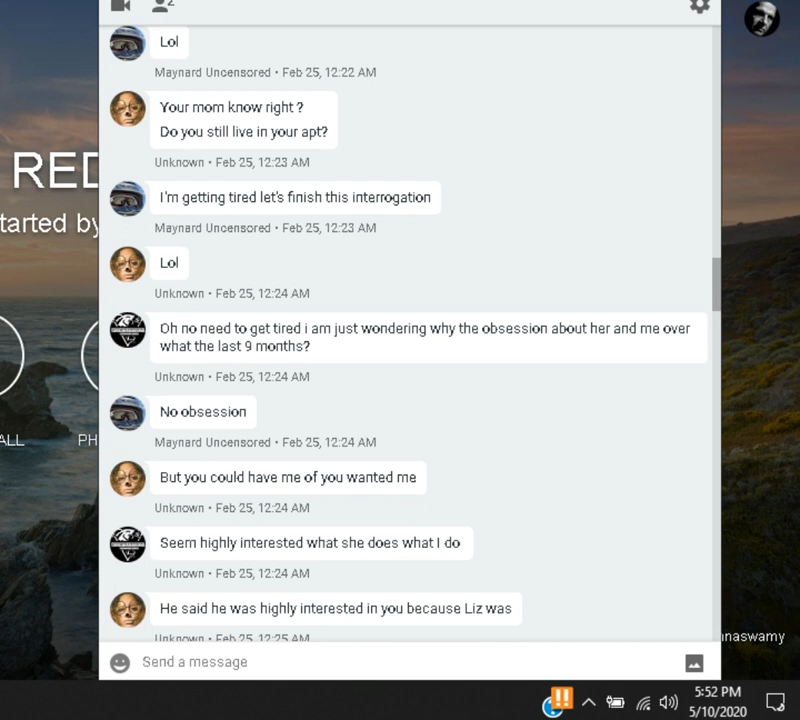 2
Lol
Maynard Uncensored • Feb 25, 12:22 AM
Your mom know right ?
Do you still live in your apt?
Unknown • Feb 25, 12:23 AM
RED
tarted by
I'm getting tired let's finish this interrogation
Maynard Uncensored • Feb 25, 12:23 AM
Lol
Unknown • Feb 25, 12:24 AM
Oh no need to get tired i am just wondering why the obsession about her and me over
what the last 9 months?
Unknown • Feb 25, 12:24 AM
No obsession
ALL
PH
Maynard Uncensored • Feb 25, 12:24 AM
But you could have me of you wanted me
Unknown • Feb 25, 12:24 AM
Seem highly interested what she does what I do
Unknown • Feb 25, 12:24 AM
He said he was highly interested in you because Liz was
Unknown • Feb 25, 12:25 AM
nnaswamy
Send a message
5:52 PM
5/10/2020